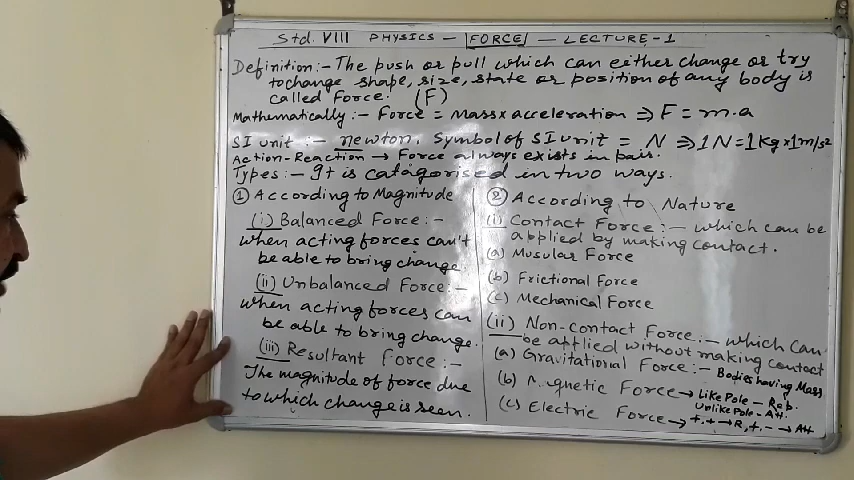 Std. VIII PHYSICS - FORCE - LECTURE-1
Definition:- The push or pull which can either change or try
to change shape, size, state or position of any body is
called Force. (F)
Mathematically:- Force = Mass x acceleration ⇒ F = m.a
SI unit :- newton. Symbol of SI unit = N ⇒ 1N = 1Kg x 1m/s²
Action-Reaction → Force always exists in pair.
Types:- It is catagorised in two ways.
① According to Magnitude
(i) Balanced Force:-
when acting forces can't
be able to bring change.
(ii) Unbalanced Force:-
when acting forces can
be able to bring change.
(iii) Resultant Force:-
The magnitude of force due
to which change is seen.
② According to Nature
(i) Contact Force:- which can be
applied by making contact.
(a) Musular Force
(b) Frictional Force
(c) Mechanical Force
(ii) Non-contact Force:- which can
be applied without making contact
(a) Gravitational Force:- Bodies having Mass
(b) Magnetic Force → Like Pole - Rep.
Unlike Pole - Att.
(c) Electric Force → +,+ → R, +,- → Att